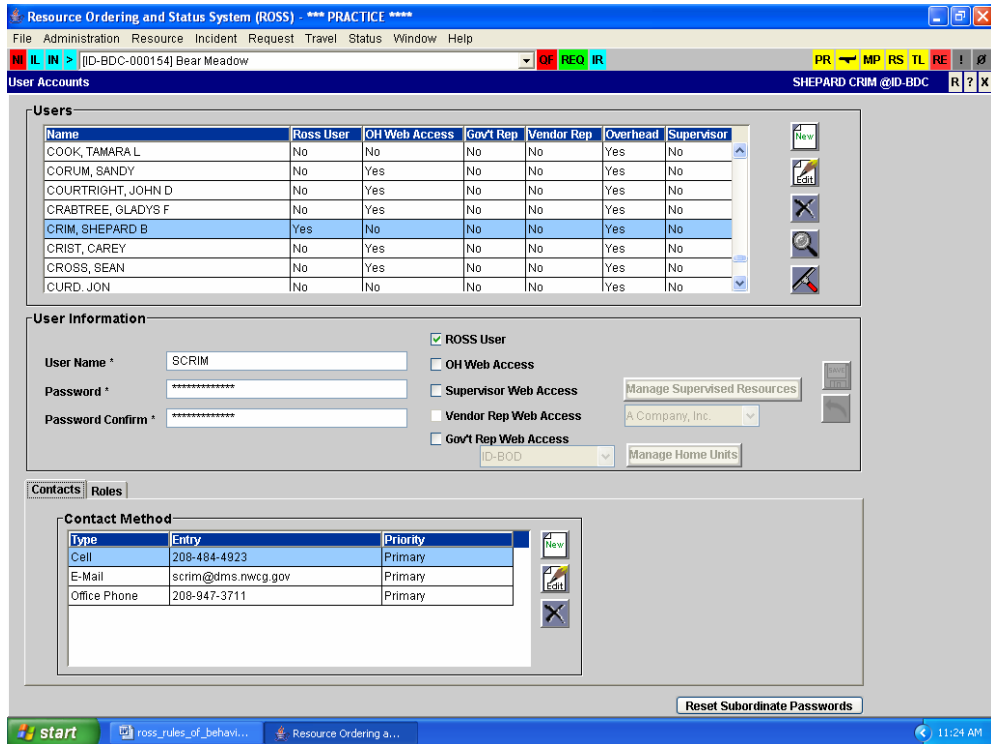 Resource Ordering and Status System (ROSS) - *** PRACTICE ****
File Administration Resource Incident Request Travel Status Window Help
NI IL IN > [ID-BDC-000154] Bear Meadow QF REQ IR PR MP RS TL RE ! Ø
User Accounts SHEPARD CRIM @ID-BDC R ? X
Users
Name Ross User OH Web Access Gov't Rep Vendor Rep Overhead Supervisor
COOK, TAMARA L No No No No Yes No
CORUM, SANDY No Yes No No Yes No
COURTRIGHT, JOHN D No Yes No No Yes No
CRABTREE, GLADYS F No Yes No No Yes No
CRIM, SHEPARD B Yes No No No Yes No
CRIST, CAREY No Yes No No Yes No
CROSS, SEAN No Yes No No Yes No
CURD, JON No Yes No No Yes No
New
Edit
User Information
User Name * SCRIM
Password * *************
Password Confirm * *************
ROSS User
OH Web Access
Supervisor Web Access Manage Supervised Resources
Vendor Rep Web Access A Company, Inc.
Gov't Rep Web Access
ID-BOD Manage Home Units
SAVE
Contacts Roles
Contact Method
Type Entry Priority
Cell 208-484-4923 Primary
E-Mail scrim@dms.nwcg.gov Primary
Office Phone 208-947-3711 Primary
New
Edit
Reset Subordinate Passwords
start ross_rules_of_behavi... Resource Ordering a... 11:24 AM